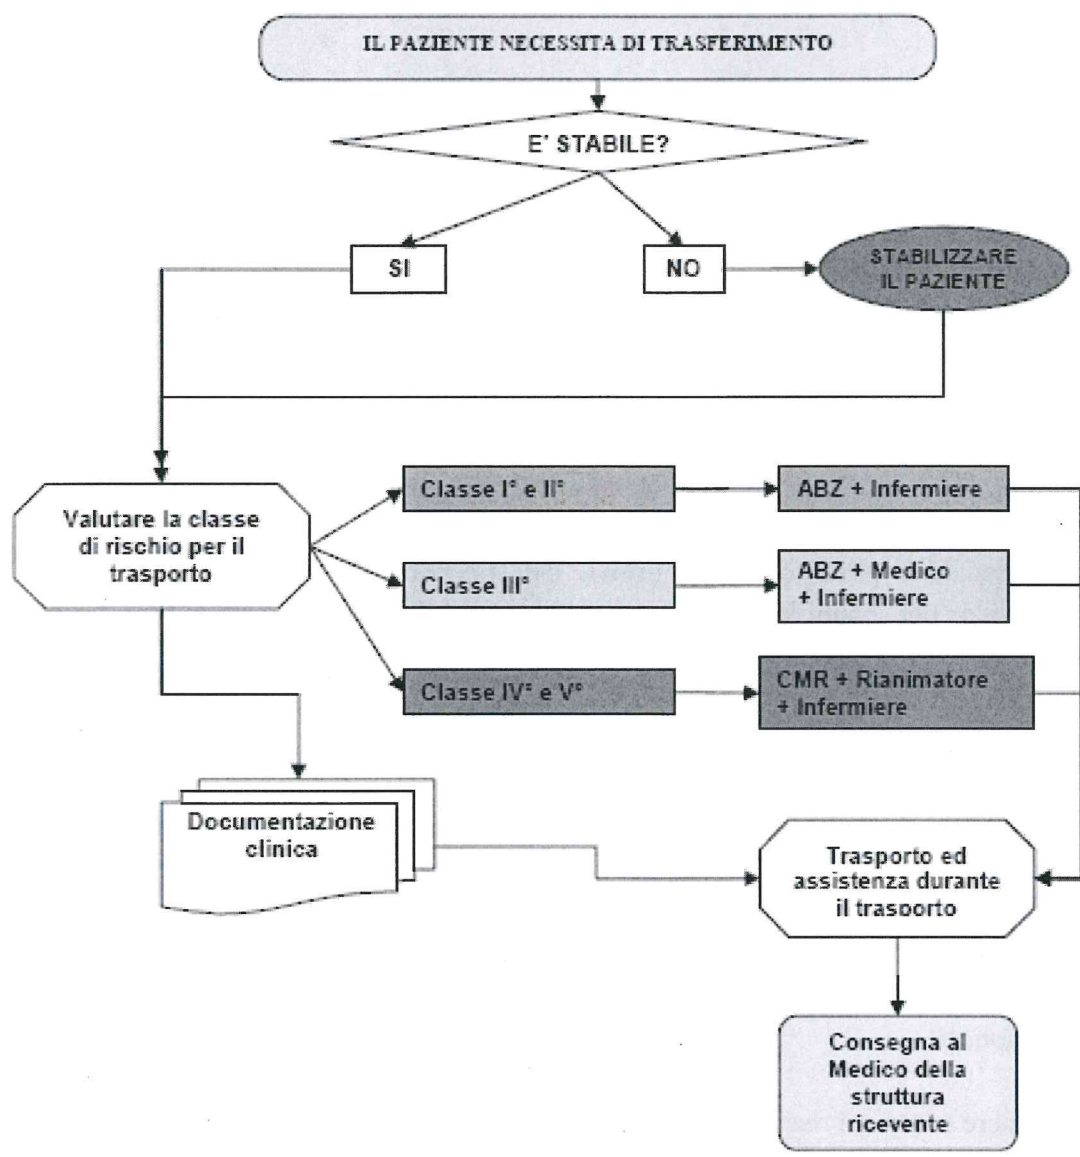 IL PAZIENTE NECESSITA DI TRASFERIMENTO
E' STABILE?
SI
NO
STABILIZZARE
IL PAZIENTE
Valutare la classe
di rischio per il
trasporto
Classe I° e II°
ABZ + Infermiere
Classe III°
ABZ + Medico
+ Infermiere
Classe IV° e V°
CMR + Rianimatore
+ Infermiere
Documentazione
clinica
Trasporto ed
assistenza durante
il trasporto
Consegna al
Medico della
struttura
ricevente